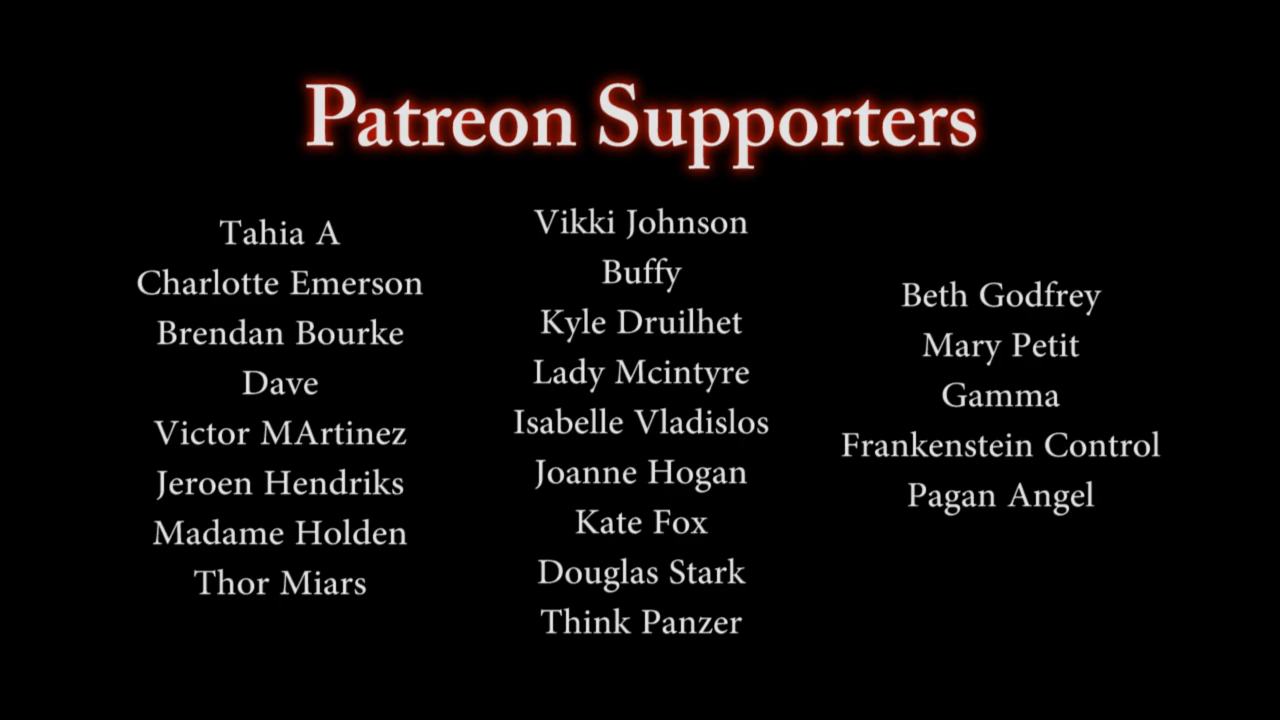 Patreon Supporters
Tahia A
Charlotte Emerson
Brendan Bourke
Dave
Victor MArtinez
Jeroen Hendriks
Madame Holden
Thor Miars
Vikki Johnson
Buffy
Kyle Druilhet
Lady Mcintyre
Isabelle Vladislos
Joanne Hogan
Kate Fox
Douglas Stark
Think Panzer
Beth Godfrey
Mary Petit
Gamma
Frankenstein Control
Pagan Angel